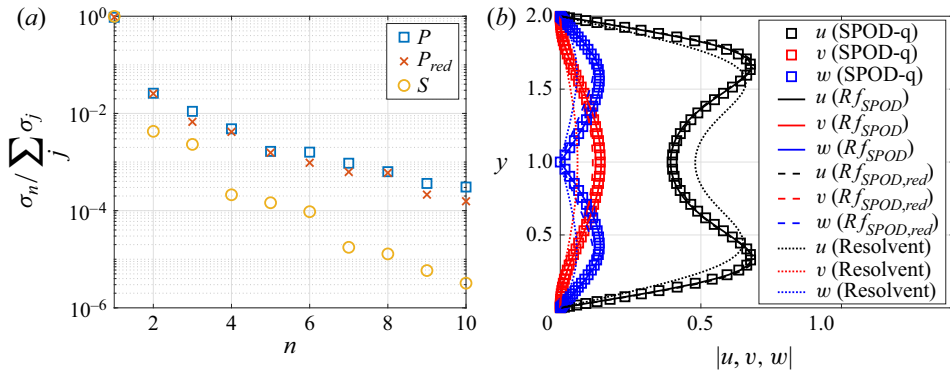 (a)
10^0
10^−2
10^−4
10^−6
σ_n/ ∑_j σ_j
2
4
6
8
10
n
P
P_red
S
(b)
2.0
1.5
1.0
0.5
0
0.5
1.0
y
|u, v, w|
u (SPOD-q)
v (SPOD-q)
w (SPOD-q)
u (Rf_SPOD)
v (Rf_SPOD)
w (Rf_SPOD)
u (Rf_SPOD,red)
v (Rf_SPOD,red)
w (Rf_SPOD,red)
u (Resolvent)
v (Resolvent)
w (Resolvent)